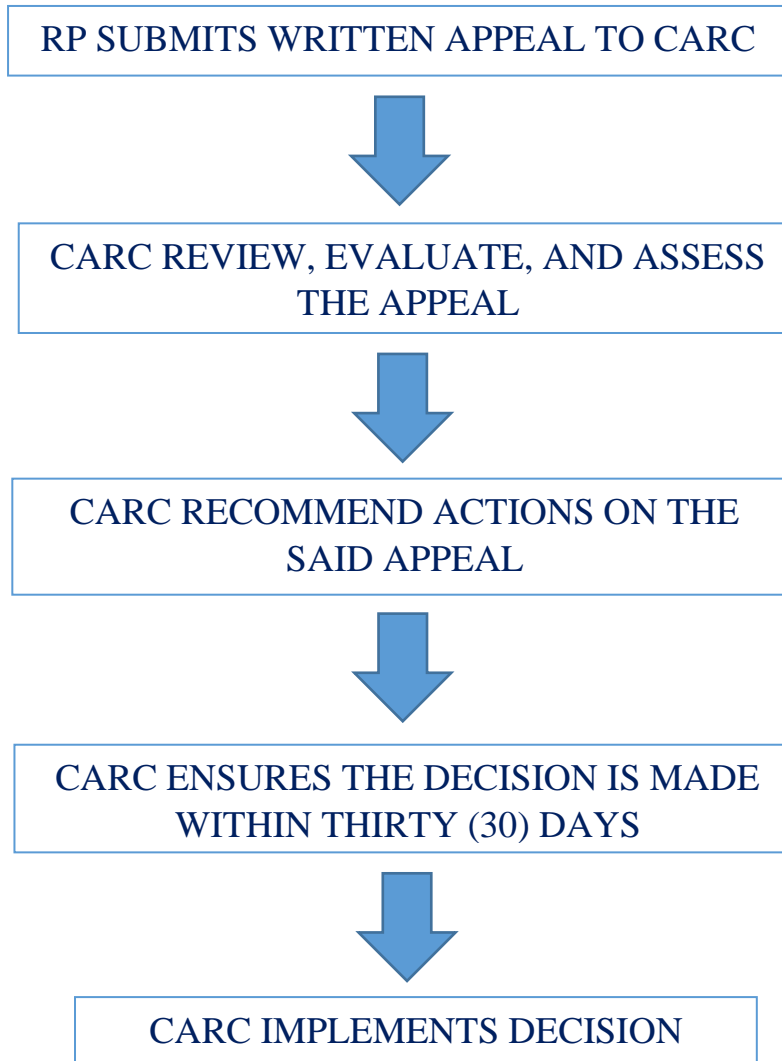 RP SUBMITS WRITTEN APPEAL TO CARC
CARC REVIEW, EVALUATE, AND ASSESS
THE APPEAL
CARC RECOMMEND ACTIONS ON THE
SAID APPEAL
CARC ENSURES THE DECISION IS MADE
WITHIN THIRTY (30) DAYS
CARC IMPLEMENTS DECISION